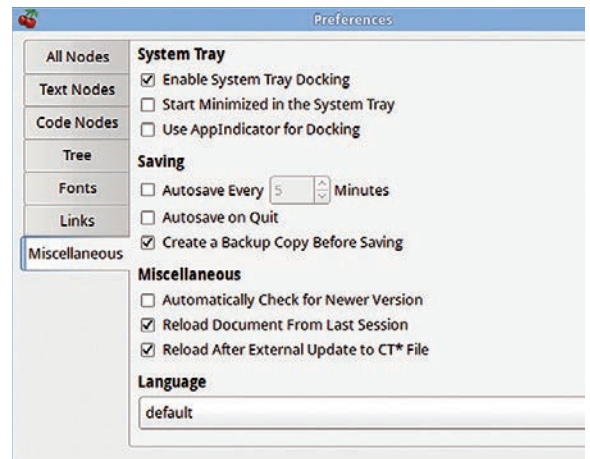 Preferences
All Nodes
Text Nodes
Code Nodes
Tree
Fonts
Links
Miscellaneous
System Tray
Enable System Tray Docking
Start Minimized in the System Tray
Use AppIndicator for Docking
Saving
Autosave Every 5 Minutes
Autosave on Quit
Create a Backup Copy Before Saving
Miscellaneous
Automatically Check for Newer Version
Reload Document From Last Session
Reload After External Update to CT* File
Language
default